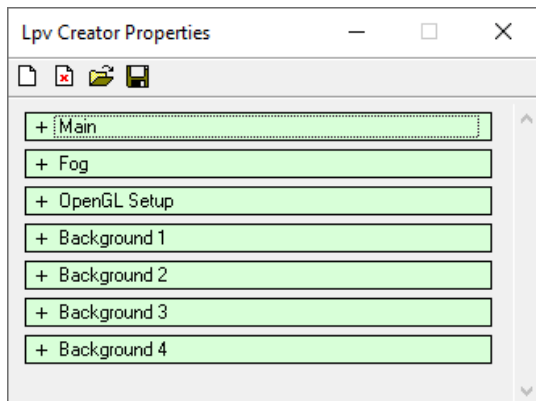 Lpv Creator Properties
+ Main
+ Fog
+ OpenGL Setup
+ Background 1
+ Background 2
+ Background 3
+ Background 4